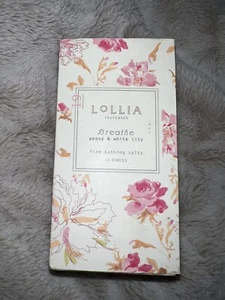 LOLLIA
Breathe
peony & white lily
fine bathing salts